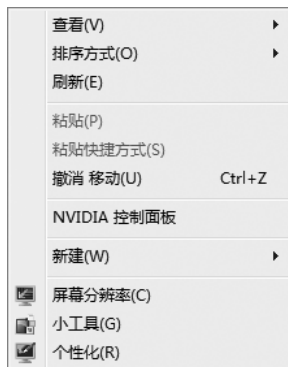 查看(V)
排序方式(O)
刷新(E)
粘贴(P)
粘贴快捷方式(S)
撤消 移动(U) Ctrl+Z
NVIDIA 控制面板
新建(W)
屏幕分辨率(C)
小工具(G)
个性化(R)